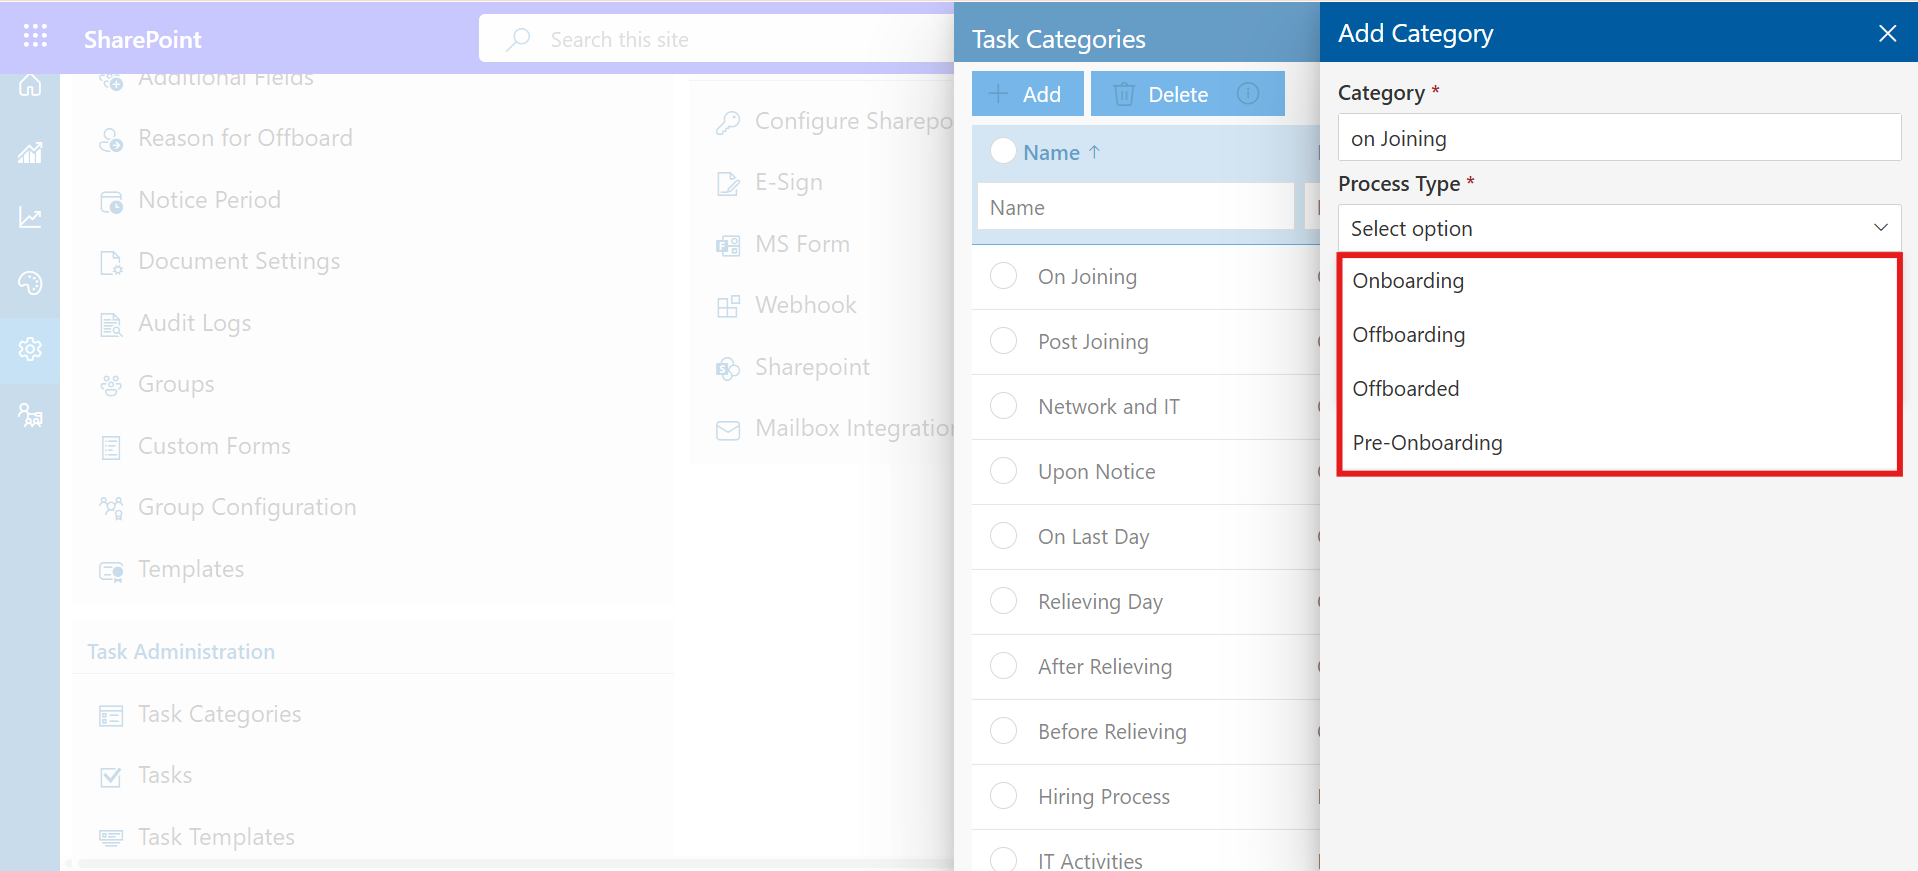 SharePoint
Search this site
Additional Fields
Reason for Offboard
Notice Period
Document Settings
Audit Logs
Groups
Custom Forms
Group Configuration
Templates
Task Administration
Task Categories
Tasks
Task Templates
Configure Sharepo
E-Sign
MS Form
Webhook
Sharepoint
Mailbox Integration
Task Categories
Add
Delete
Name ↑
Name
On Joining
Post Joining
Network and IT
Upon Notice
On Last Day
Relieving Day
After Relieving
Before Relieving
Hiring Process
IT Activities
Add Category
Category *
on Joining
Process Type *
Select option
Onboarding
Offboarding
Offboarded
Pre-Onboarding